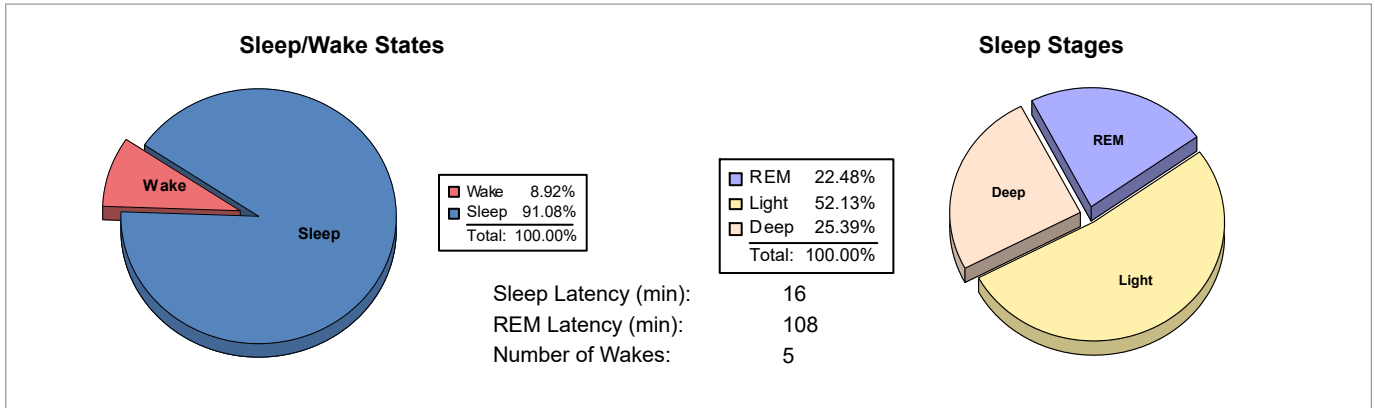 Sleep/Wake States
Wake
Sleep
Wake 8.92%
Sleep 91.08%
Total: 100.00%
Sleep Stages
REM
Deep
Light
REM 22.48%
Light 52.13%
Deep 25.39%
Total: 100.00%
Sleep Latency (min): 16
REM Latency (min): 108
Number of Wakes: 5